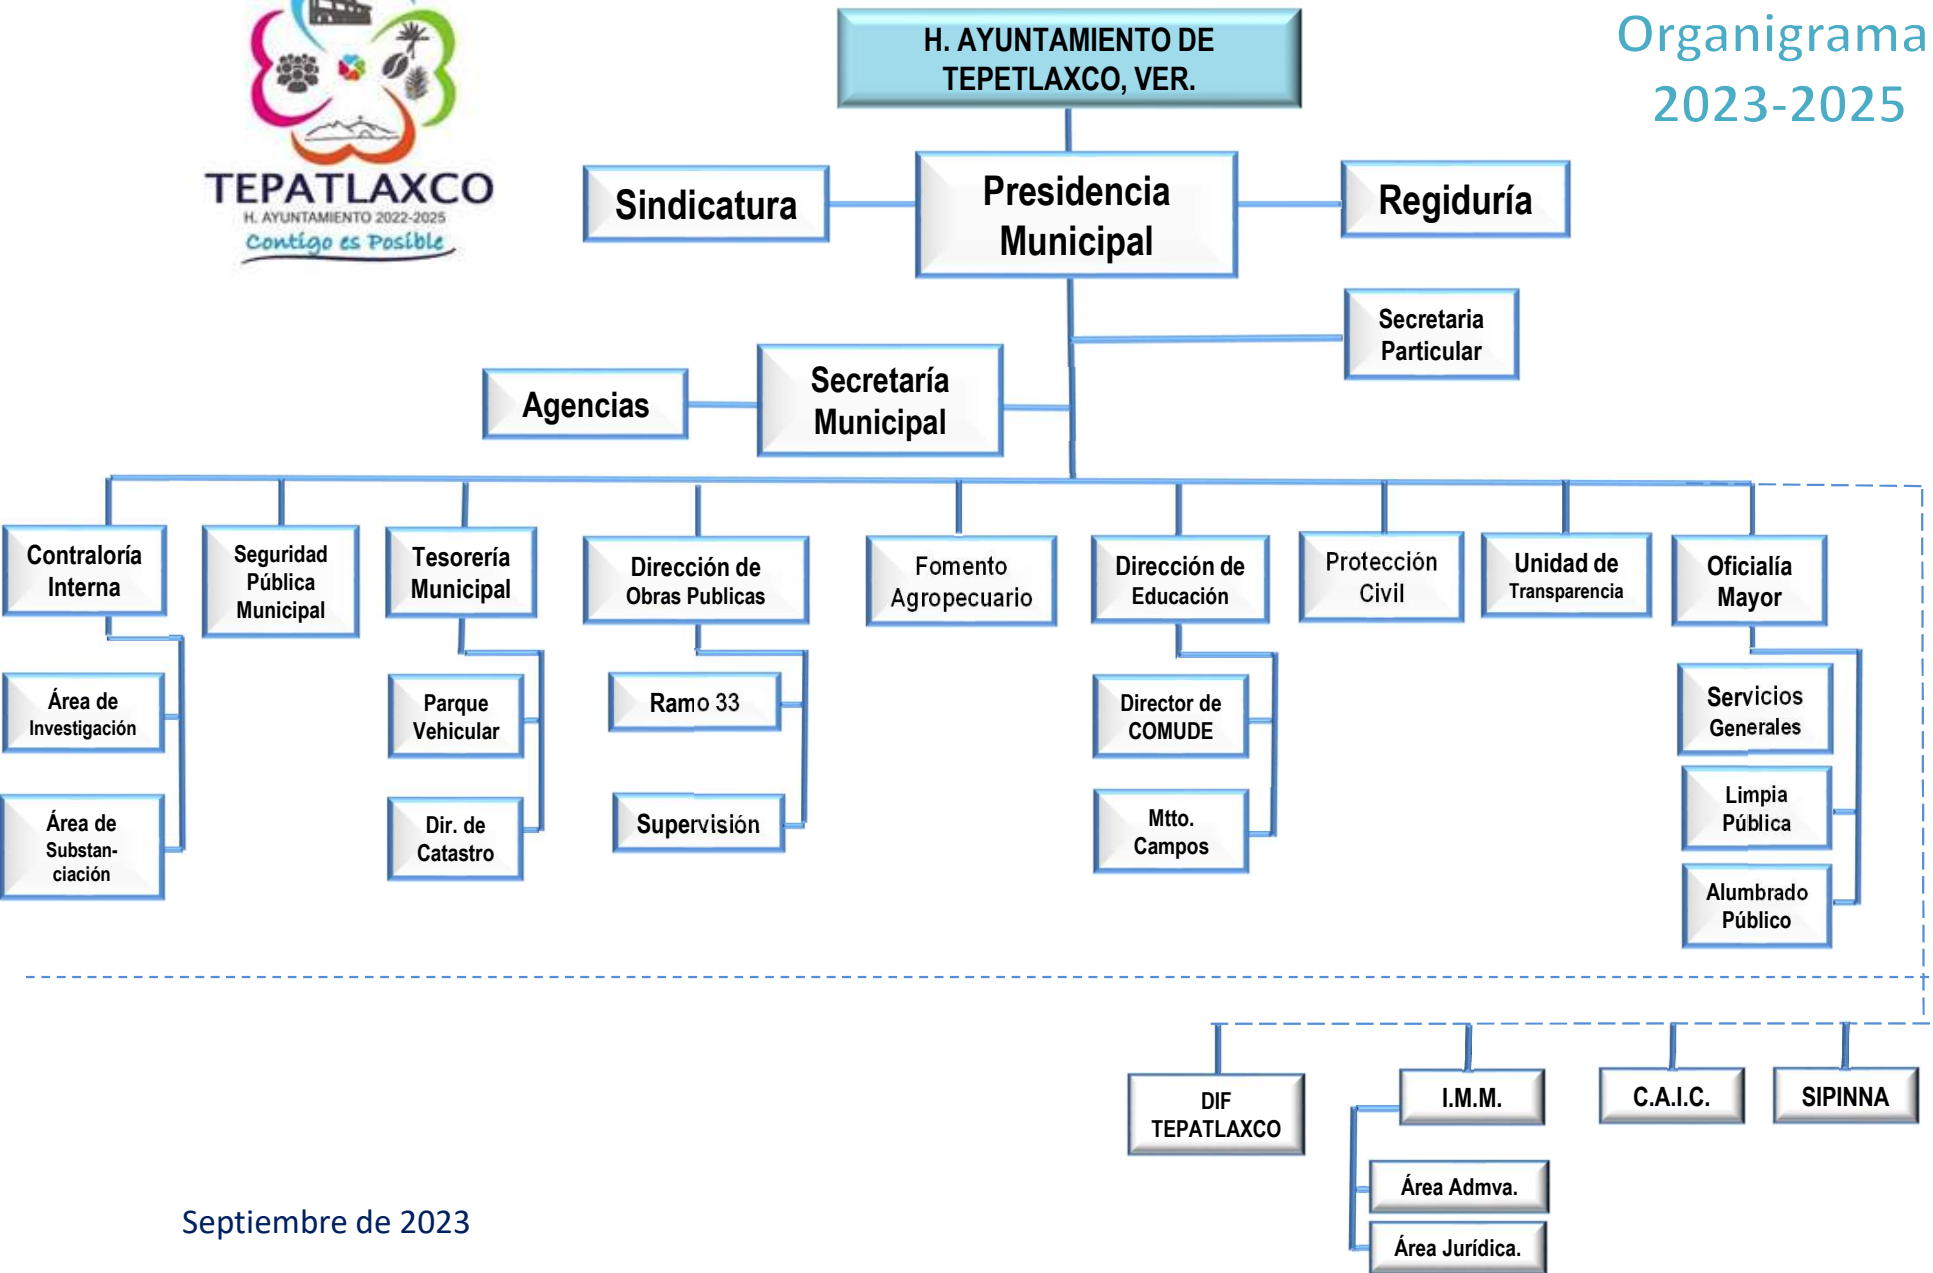 TEPATLAXCO
H. AYUNTAMIENTO 2022-2025
Contigo es Posible
H. AYUNTAMIENTO DE
TEPETLAXCO, VER.
Organigrama
2023-2025
Sindicatura
Presidencia
Municipal
Regiduría
Secretaria
Particular
Agencias
Secretaría
Municipal
Contraloría
Interna
Seguridad
Pública
Municipal
Tesorería
Municipal
Dirección de
Obras Publicas
Fomento
Agropecuario
Dirección de
Educación
Protección
Civil
Unidad de
Transparencia
Oficialía
Mayor
Área de
Investigación
Área de
Substan-
ciación
Parque
Vehicular
Dir. de
Catastro
Ramo 33
Supervisión
Director de
COMUDE
Mtto.
Campos
Servicios
Generales
Limpia
Pública
Alumbrado
Público
DIF
TEPATLAXCO
I.M.M.
C.A.I.C.
SIPINNA
Área Admva.
Área Jurídica.
Septiembre de 2023